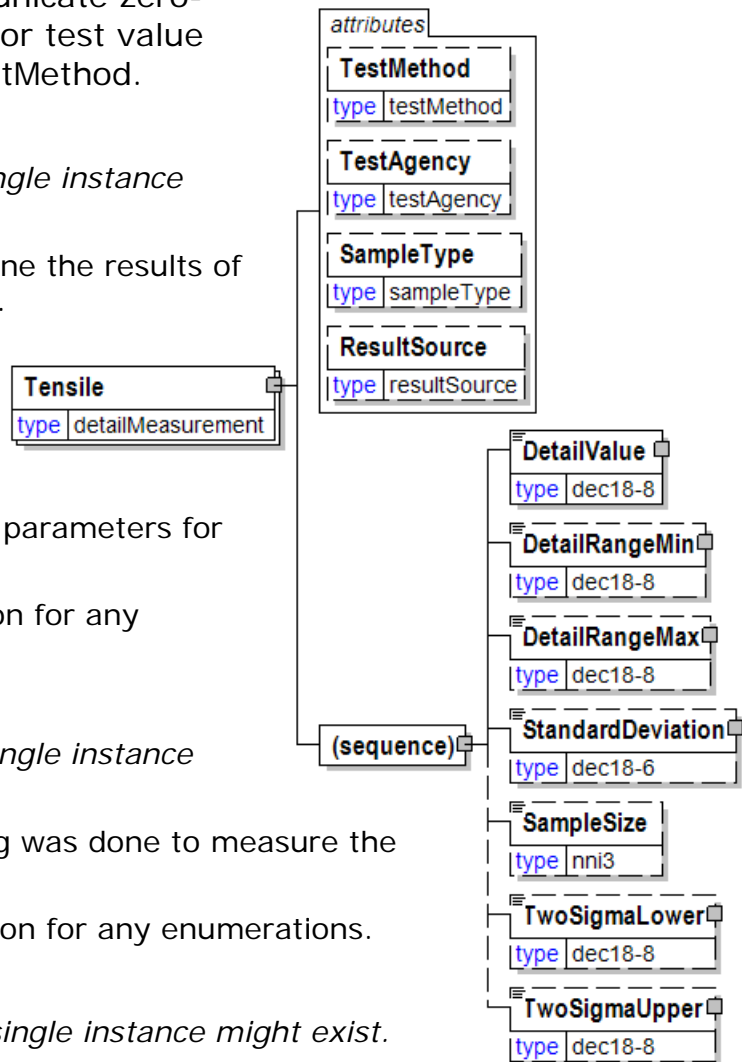 unicate zero-
or test value
tMethod.
ngle instance
ne the results of
.
parameters for
on for any
ngle instance
g was done to measure the
on for any enumerations.
single instance might exist.
attributes
TestMethod
type testMethod
TestAgency
type testAgency
SampleType
type sampleType
ResultSource
type resultSource
Tensile
type detailMeasurement
(sequence)
DetailValue
type dec18-8
DetailRangeMin
type dec18-8
DetailRangeMax
type dec18-8
StandardDeviation
type dec18-6
SampleSize
type nni3
TwoSigmaLower
type dec18-8
TwoSigmaUpper
type dec18-8